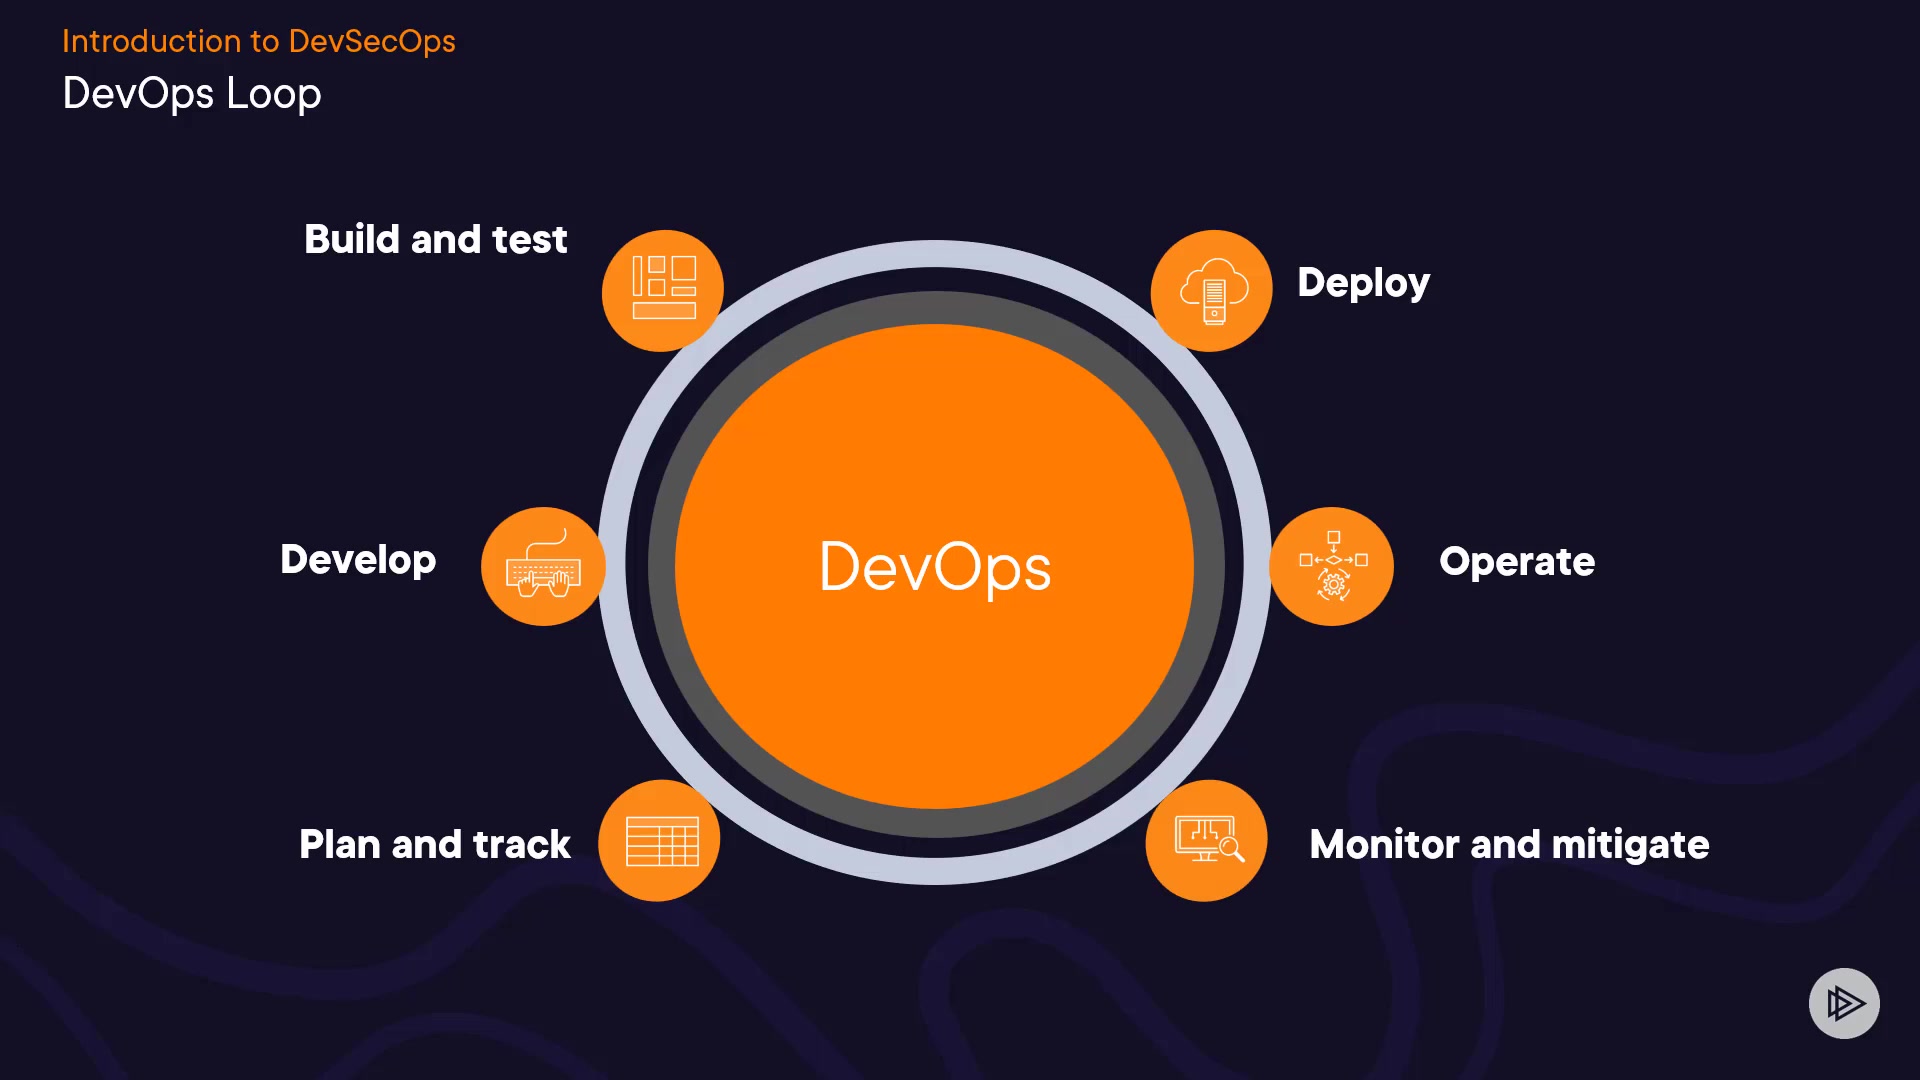 Introduction to DevSecOps
DevOps Loop
Build and test
Deploy
Develop
DevOps
Operate
Plan and track
Monitor and mitigate